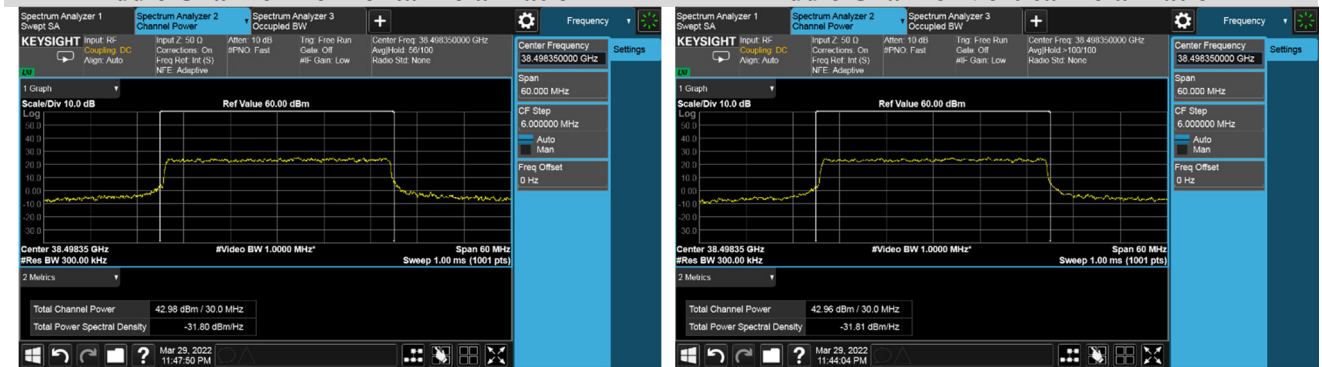 Spectrum Analyzer 1
Swept SA
Spectrum Analyzer 2
Channel Power
Spectrum Analyzer 3
Occupied BW
Frequency
KEYSIGHT
Input: RF
Coupling: DC
Align: Auto
Input Z: 50 Ω
Corrections: On
Freq Ref: Int (S)
NFE: Adaptive
Atten: 10 dB
#PNO: Fast
Trig: Free Run
Gate: Off
#IF Gain: Low
Center Freq: 38.498350000 GHz
Avg|Hold: 56/100
Radio Std: None
LXI
Center Frequency
38.498350000 GHz
Settings
Span
60.000 MHz
CF Step
6.000000 MHz
Auto
Man
Freq Offset
0 Hz
1 Graph
Scale/Div 10.0 dB
Ref Value 60.00 dBm
Log
50.0
40.0
30.0
20.0
10.0
0.00
-10.0
-20.0
-30.0
Center 38.49835 GHz
#Video BW 1.0000 MHz*
Span 60 MHz
#Res BW 300.00 kHz
Sweep 1.00 ms (1001 pts)
2 Metrics
Total Channel Power 42.98 dBm / 30.0 MHz
Total Power Spectral Density -31.80 dBm/Hz
?
Mar 29, 2022
11:47:50 PM
Spectrum Analyzer 1
Swept SA
Spectrum Analyzer 2
Channel Power
Spectrum Analyzer 3
Occupied BW
Frequency
KEYSIGHT
Input: RF
Coupling: DC
Align: Auto
Input Z: 50 Ω
Corrections: On
Freq Ref: Int (S)
NFE: Adaptive
Atten: 10 dB
#PNO: Fast
Trig: Free Run
Gate: Off
#IF Gain: Low
Center Freq: 38.498350000 GHz
Avg|Hold:>100/100
Radio Std: None
LXI
Center Frequency
38.498350000 GHz
Settings
Span
60.000 MHz
CF Step
6.000000 MHz
Auto
Man
Freq Offset
0 Hz
1 Graph
Scale/Div 10.0 dB
Ref Value 60.00 dBm
Log
50.0
40.0
30.0
20.0
10.0
0.00
-10.0
-20.0
-30.0
Center 38.49835 GHz
#Video BW 1.0000 MHz*
Span 60 MHz
#Res BW 300.00 kHz
Sweep 1.00 ms (1001 pts)
2 Metrics
Total Channel Power 42.96 dBm / 30.0 MHz
Total Power Spectral Density -31.81 dBm/Hz
?
Mar 29, 2022
11:44:04 PM